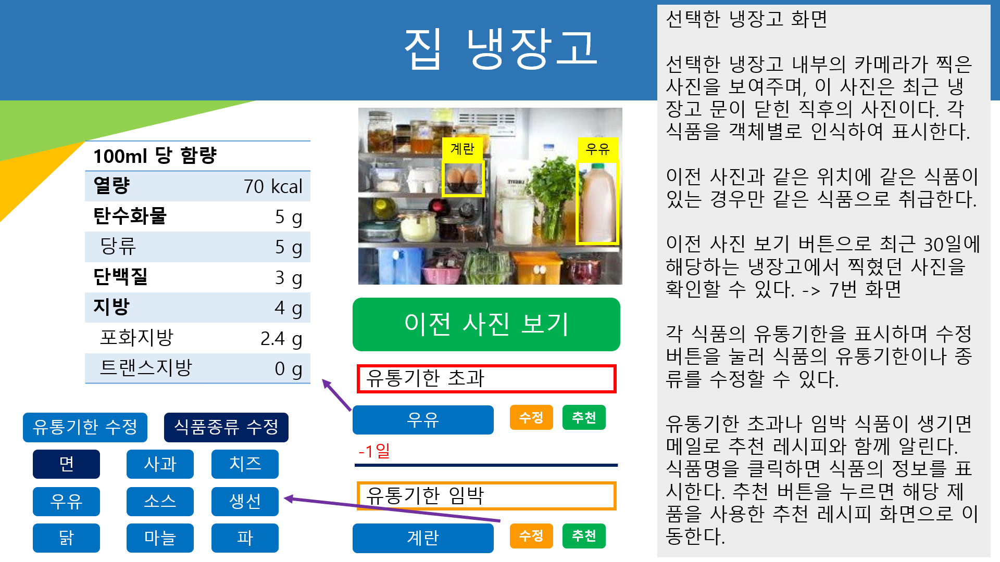 집 냉장고
100ml 당 함량
열량 70 kcal
탄수화물 5 g
당류 5 g
단백질 3 g
지방 4 g
포화지방 2.4 g
트랜스지방 0 g
유통기한 수정 식품종류 수정
면 사과 치즈
우유 소스 생선
닭 마늘 파
계란 우유
이전 사진 보기
유통기한 초과
우유 수정 추천
-1일
유통기한 임박
계란 수정 추천
선택한 냉장고 화면
선택한 냉장고 내부의 카메라가 찍은
사진을 보여주며, 이 사진은 최근 냉
장고 문이 닫힌 직후의 사진이다. 각
식품을 객체별로 인식하여 표시한다.
이전 사진과 같은 위치에 같은 식품이
있는 경우만 같은 식품으로 취급한다.
이전 사진 보기 버튼으로 최근 30일에
해당하는 냉장고에서 찍혔던 사진을
확인할 수 있다. -> 7번 화면
각 식품의 유통기한을 표시하며 수정
버튼을 눌러 식품의 유통기한이나 종
류를 수정할 수 있다.
유통기한 초과나 임박 식품이 생기면
메일로 추천 레시피와 함께 알린다.
식품명을 클릭하면 식품의 정보를 표
시한다. 추천 버튼을 누르면 해당 제
품을 사용한 추천 레시피 화면으로 이
동한다.